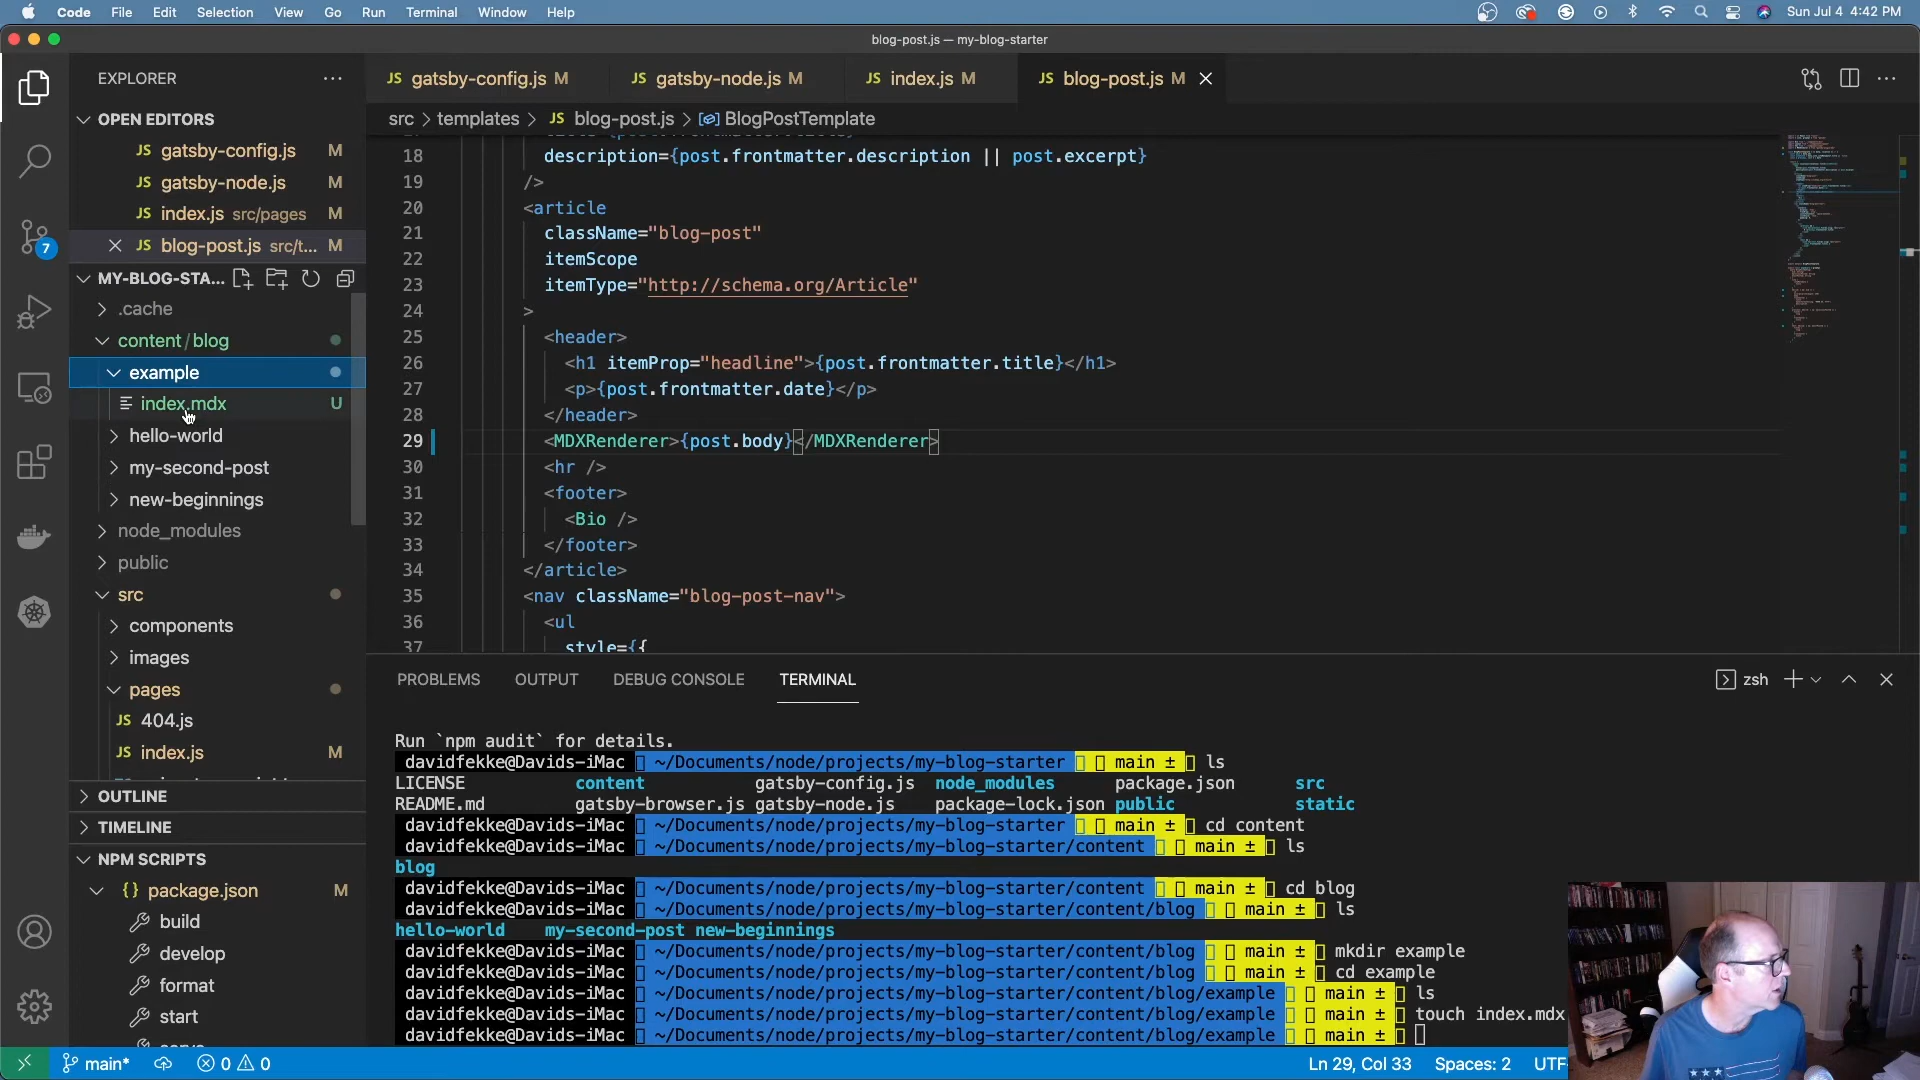 Code File Edit Selection View Go Run Terminal Window Help Sun Jul 4 4:42 PM
blog-post.js — my-blog-starter
EXPLORER
OPEN EDITORS
JS gatsby-config.js M
JS gatsby-node.js M
JS index.js src/pages M
JS blog-post.js src/t... M
MY-BLOG-STA...
.cache
content/blog
example
index.mdx U
hello-world
my-second-post
new-beginnings
node_modules
public
src
components
images
pages
JS 404.js
JS index.js M
OUTLINE
TIMELINE
NPM SCRIPTS
{} package.json M
build
develop
format
start
7
JS gatsby-config.js M JS gatsby-node.js M JS index.js M JS blog-post.js M
src > templates > JS blog-post.js > BlogPostTemplate
18 description={post.frontmatter.description || post.excerpt}
19 />
20 <article
21 className="blog-post"
22 itemScope
23 itemType="http://schema.org/Article"
24 >
25 <header>
26 <h1 itemProp="headline">{post.frontmatter.title}</h1>
27 <p>{post.frontmatter.date}</p>
28 </header>
29 <MDXRenderer>{post.body}</MDXRenderer>
30 <hr />
31 <footer>
32 <Bio />
33 </footer>
34 </article>
35 <nav className="blog-post-nav">
36 <ul
37 style={{
PROBLEMS OUTPUT DEBUG CONSOLE TERMINAL zsh
Run `npm audit` for details.
davidfekke@Davids-iMac ~/Documents/node/projects/my-blog-starter main ± ls
LICENSE content gatsby-config.js node_modules package.json src
README.md gatsby-browser.js gatsby-node.js package-lock.json public static
davidfekke@Davids-iMac ~/Documents/node/projects/my-blog-starter main ± cd content
davidfekke@Davids-iMac ~/Documents/node/projects/my-blog-starter/content main ± ls
blog
davidfekke@Davids-iMac ~/Documents/node/projects/my-blog-starter/content main ± cd blog
davidfekke@Davids-iMac ~/Documents/node/projects/my-blog-starter/content/blog main ± ls
hello-world my-second-post new-beginnings
davidfekke@Davids-iMac ~/Documents/node/projects/my-blog-starter/content/blog main ± mkdir example
davidfekke@Davids-iMac ~/Documents/node/projects/my-blog-starter/content/blog main ± cd example
davidfekke@Davids-iMac ~/Documents/node/projects/my-blog-starter/content/blog/example main ± ls
davidfekke@Davids-iMac ~/Documents/node/projects/my-blog-starter/content/blog/example main ± touch index.mdx
davidfekke@Davids-iMac ~/Documents/node/projects/my-blog-starter/content/blog/example main ±
main* 0 0 Ln 29, Col 33 Spaces: 2 UTF